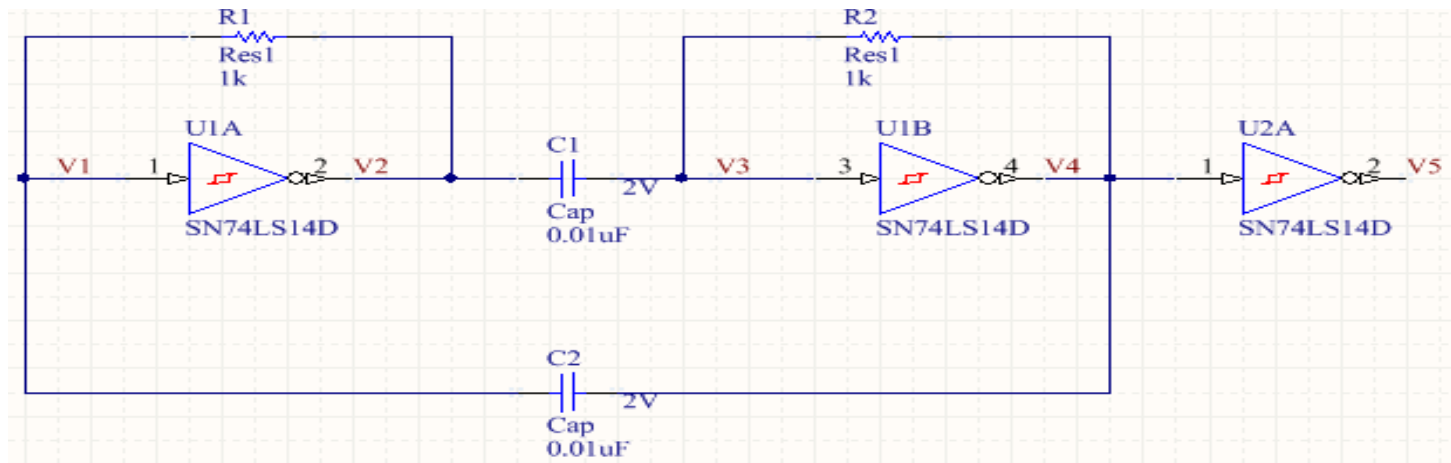 R1
Res1
1k
R2
Res1
1k
U1A
U1B
U2A
V1 1 2 V2
C1
2V
V3 3 4 V4
1 2 V5
SN74LS14D
Cap
0.01uF
SN74LS14D
SN74LS14D
C2
2V
Cap
0.01uF